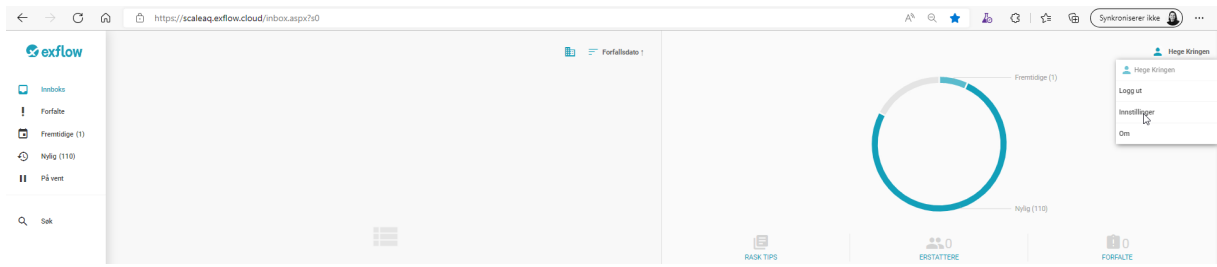 https://scaleaq.exflow.cloud/inbox.aspx?s0
Synkroniserer ikke
exflow
Forfallsdato ↑
Hege Kringen
Hege Kringen
Logg ut
Innstillinger
Om
Innboks
Forfalte
Fremtidige (1)
Nylig (110)
På vent
Søk
Fremtidige (1)
Nylig (110)
RASK TIPS
0
ERSTATTERE
0
FORFALTE